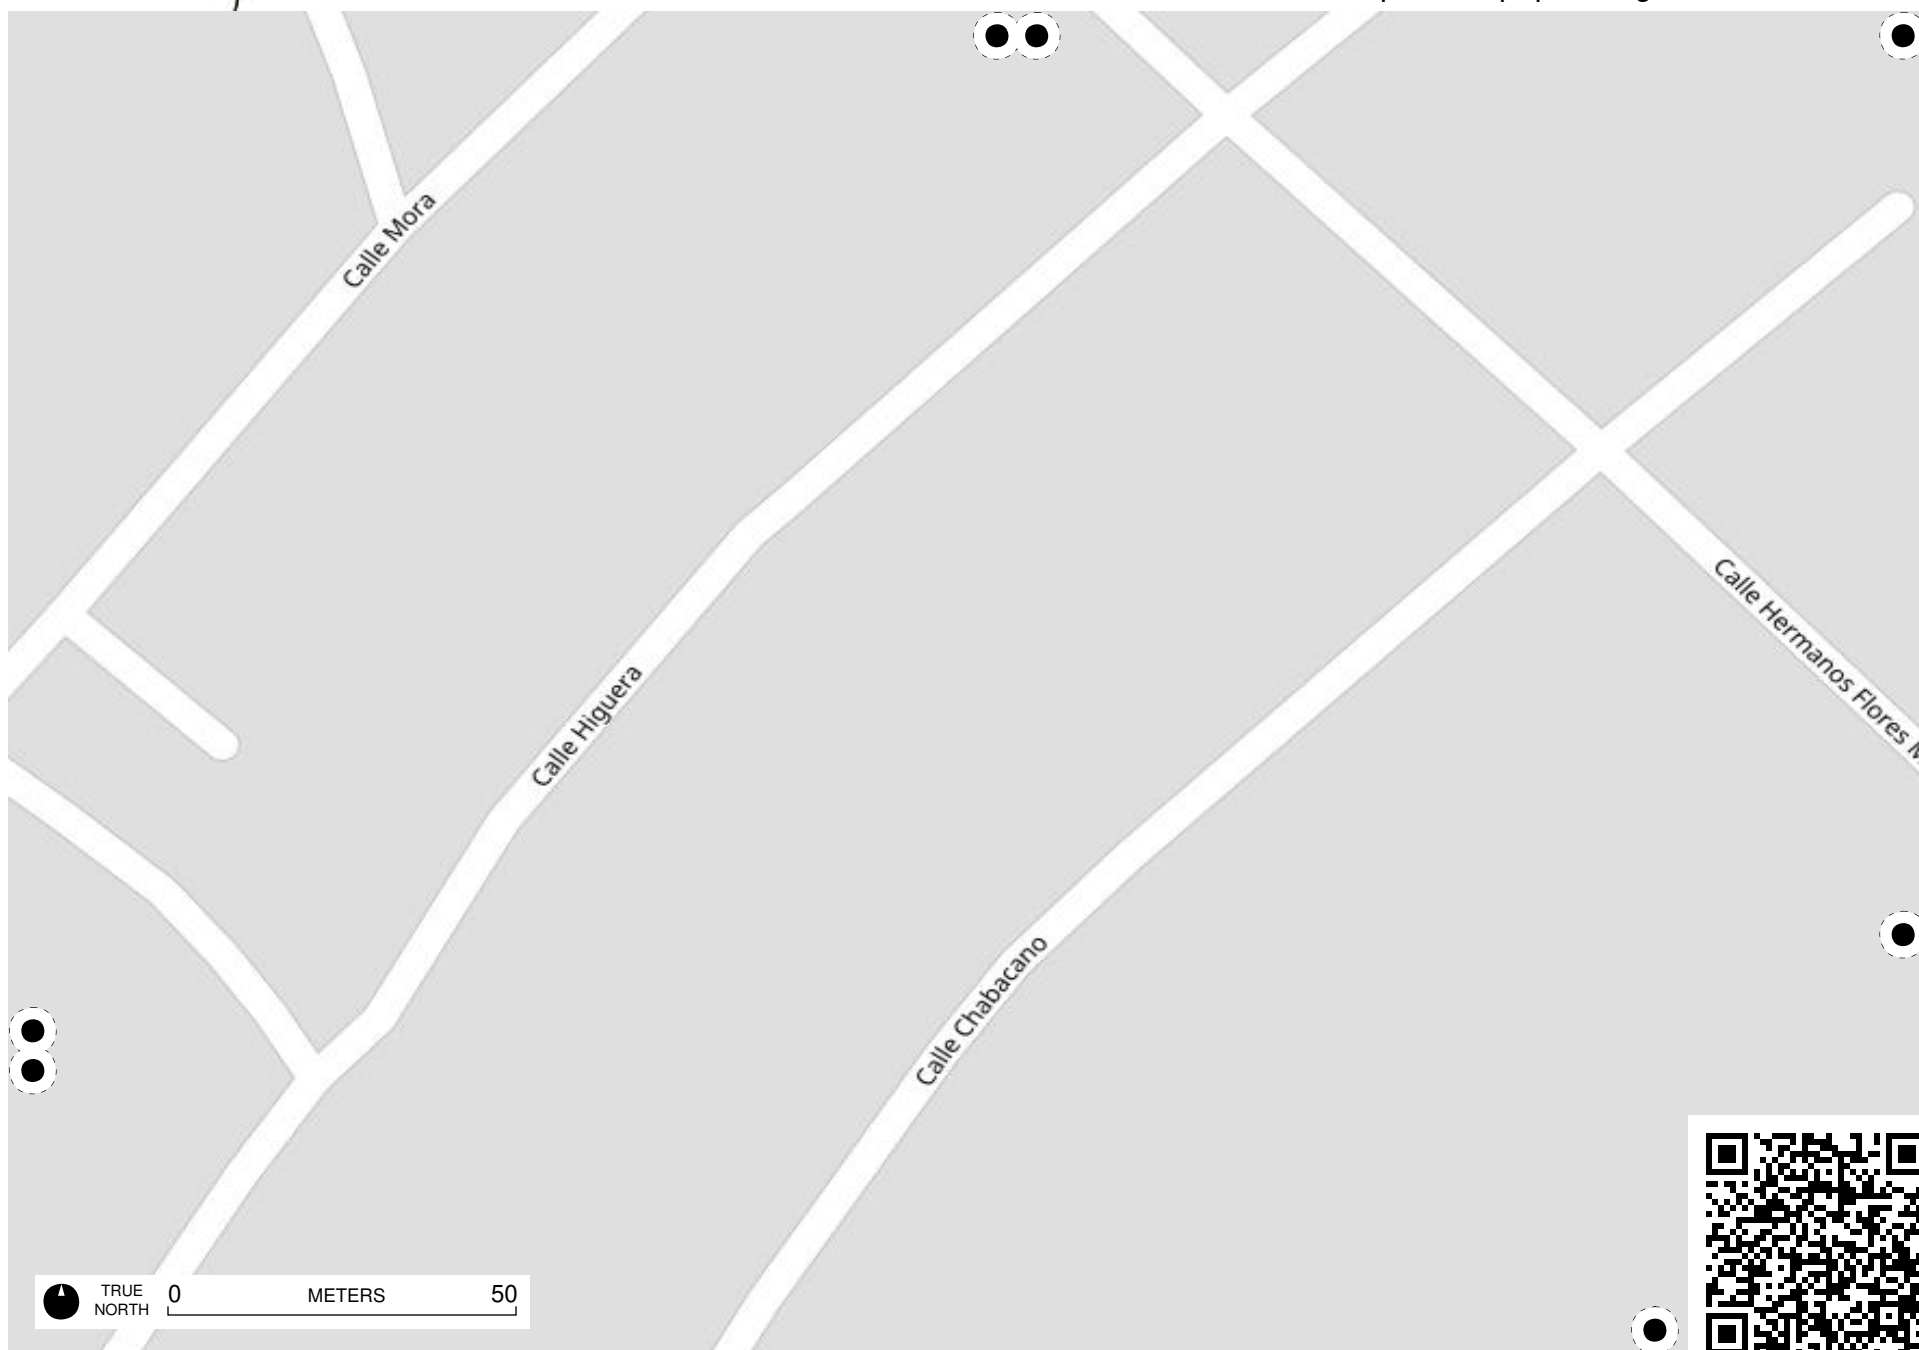 Calle Mora
Calle Hermanos Flores M
Calle Higuera
Calle Chabacano
TRUE
NORTH
0 METERS 50